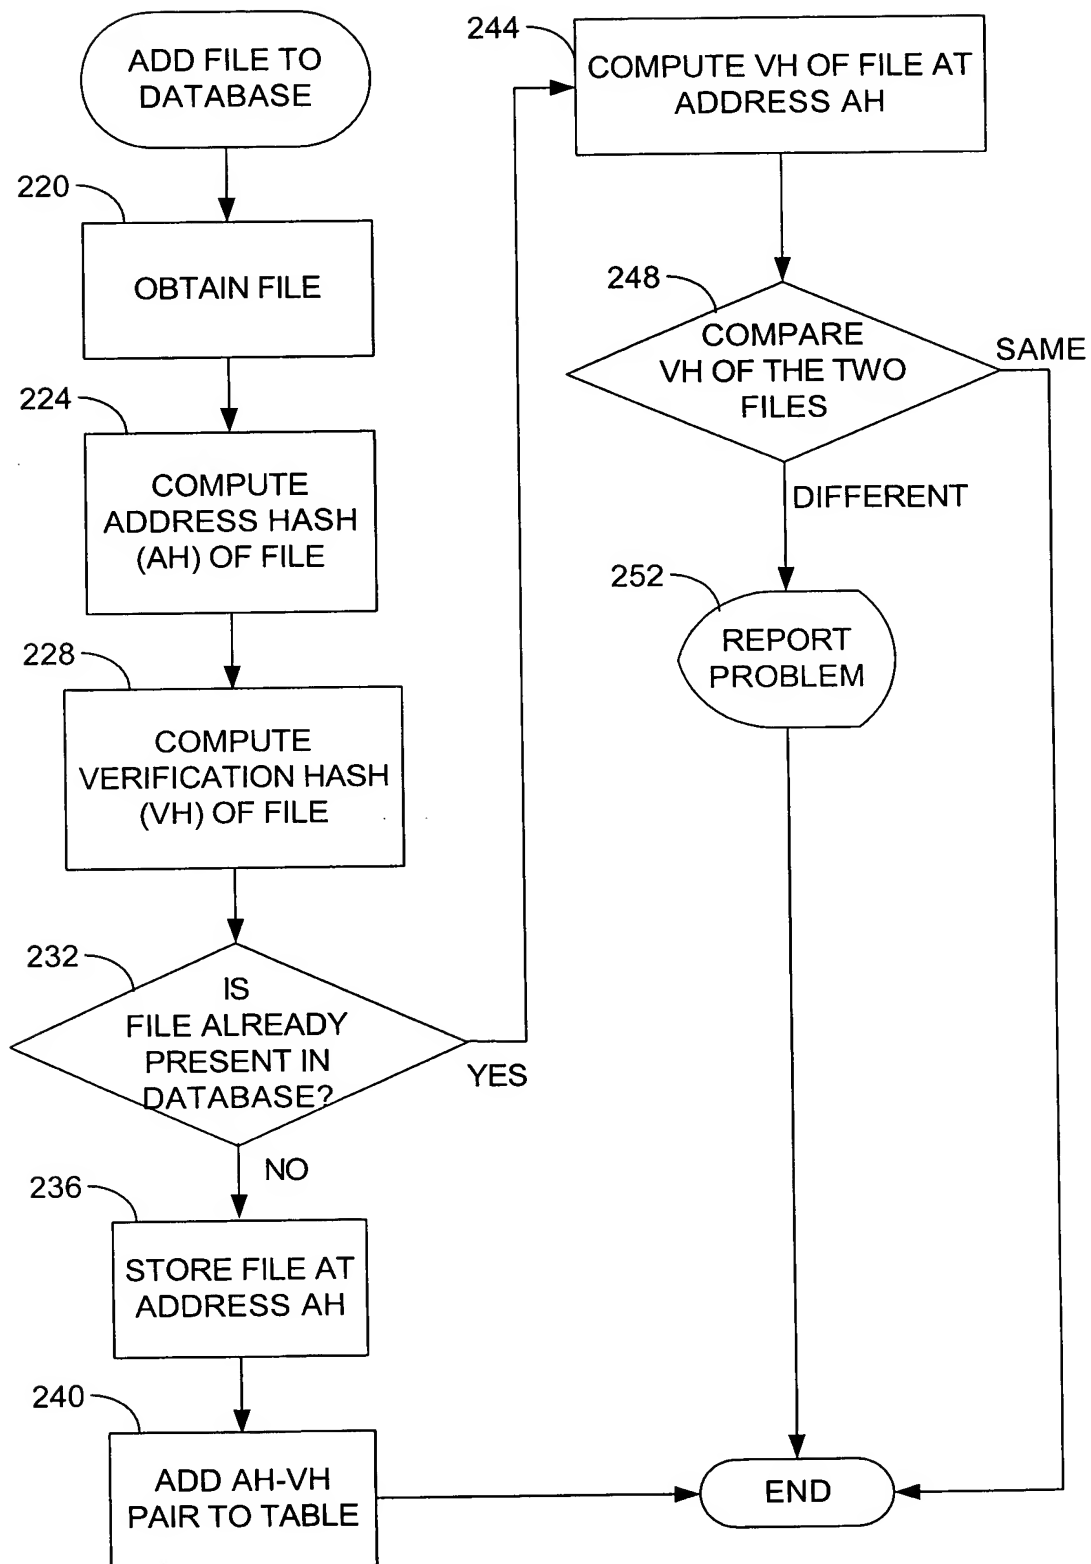 ADD FILE TO
DATABASE
220
OBTAIN FILE
224
COMPUTE
ADDRESS HASH
(AH) OF FILE
228
COMPUTE
VERIFICATION HASH
(VH) OF FILE
232
IS
FILE ALREADY
PRESENT IN
DATABASE?
YES
NO
236
STORE FILE AT
ADDRESS AH
240
ADD AH-VH
PAIR TO TABLE
244
COMPUTE VH OF FILE AT
ADDRESS AH
248
COMPARE
VH OF THE TWO
FILES
SAME
DIFFERENT
252
REPORT
PROBLEM
END